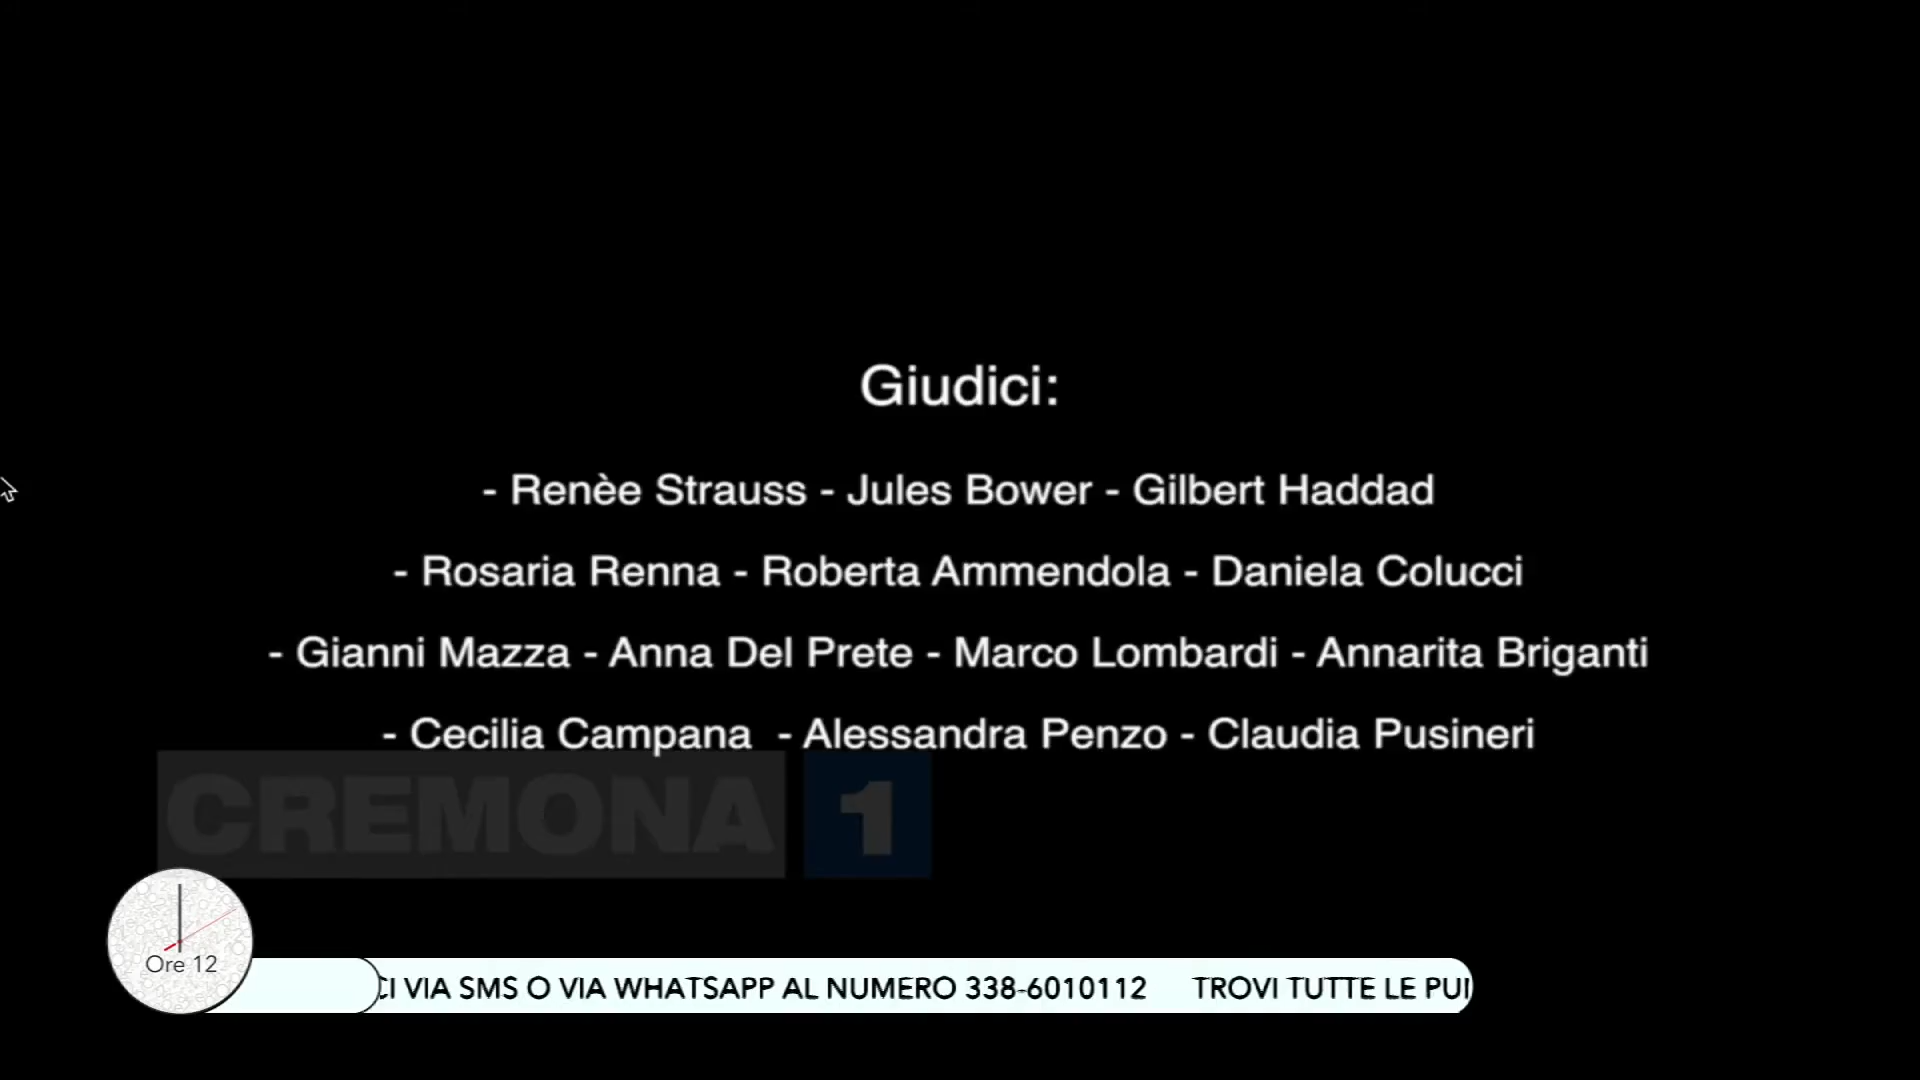 Giudici:
- Renèe Strauss - Jules Bower - Gilbert Haddad
- Rosaria Renna - Roberta Ammendola - Daniela Colucci
- Gianni Mazza - Anna Del Prete - Marco Lombardi - Annarita Briganti
- Cecilia Campana - Alessandra Penzo - Claudia Pusineri
CREMONA 1
Ore 12
CI VIA SMS O VIA WHATSAPP AL NUMERO 338-6010112 TROVI TUTTE LE